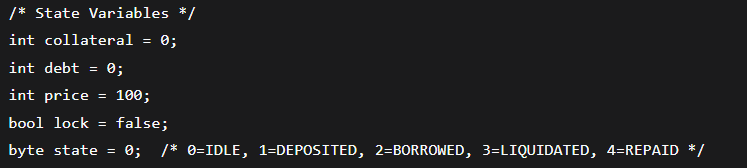 /* State Variables */
int collateral = 0;
int debt = 0;
int price = 100;
bool lock = false;
byte state = 0;  /* 0=IDLE, 1=DEPOSITED, 2=BORROWED, 3=LIQUIDATED, 4=REPAID */